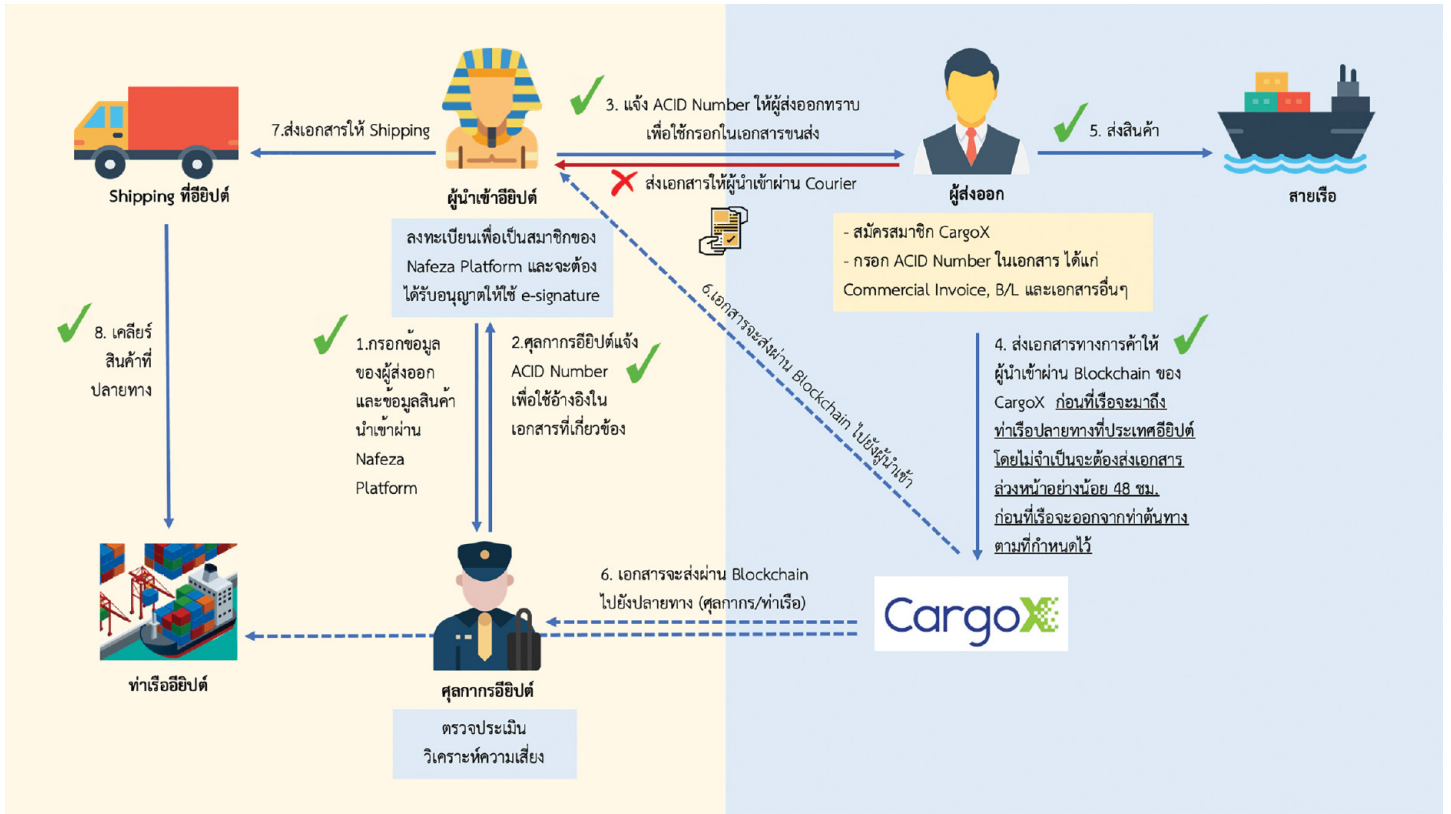 3. แจ้ง ACID Number ให้ผู้ส่งออกทราบ
เพื่อใช้กรอกในเอกสารขนส่ง
7.ส่งเอกสารให้ Shipping
5. ส่งสินค้า
ส่งเอกสารให้ผู้นำเข้าผ่าน Courier
Shipping ที่อียิปต์
ผู้นำเข้าอียิปต์
ผู้ส่งออก
สายเรือ
ลงทะเบียนเพื่อเป็นสมาชิกของ
Nafeza Platform และจะต้อง
ได้รับอนุญาตให้ใช้ e-signature
- สมัครสมาชิก CargoX
- กรอก ACID Number ในเอกสาร ได้แก่
Commercial Invoice, B/L และเอกสารอื่นๆ
8. เคลียร์
สินค้าที่
ปลายทาง
1.กรอกข้อมูล
ของผู้ส่งออก
และข้อมูลสินค้า
นำเข้าผ่าน
Nafeza
Platform
2.ศุลกากรอียิปต์แจ้ง
ACID Number
เพื่อใช้อ้างอิงใน
เอกสารที่เกี่ยวข้อง
6.เอกสารจะส่งผ่าน Blockchain ไปยังผู้นำเข้า
4. ส่งเอกสารทางการค้าให้
ผู้นำเข้าผ่าน Blockchain ของ
CargoX ก่อนที่เรือจะมาถึง
ท่าเรือปลายทางที่ประเทศอียิปต์
โดยไม่จำเป็นจะต้องส่งเอกสาร
ล่วงหน้าอย่างน้อย 48 ชม.
ก่อนที่เรือจะออกจากท่าต้นทาง
ตามที่กำหนดไว้
6. เอกสารจะส่งผ่าน Blockchain
ไปยังปลายทาง (ศุลกากร/ท่าเรือ)
CargoX
ท่าเรืออียิปต์
ศุลกากรอียิปต์
ตรวจประเมิน
วิเคราะห์ความเสี่ยง